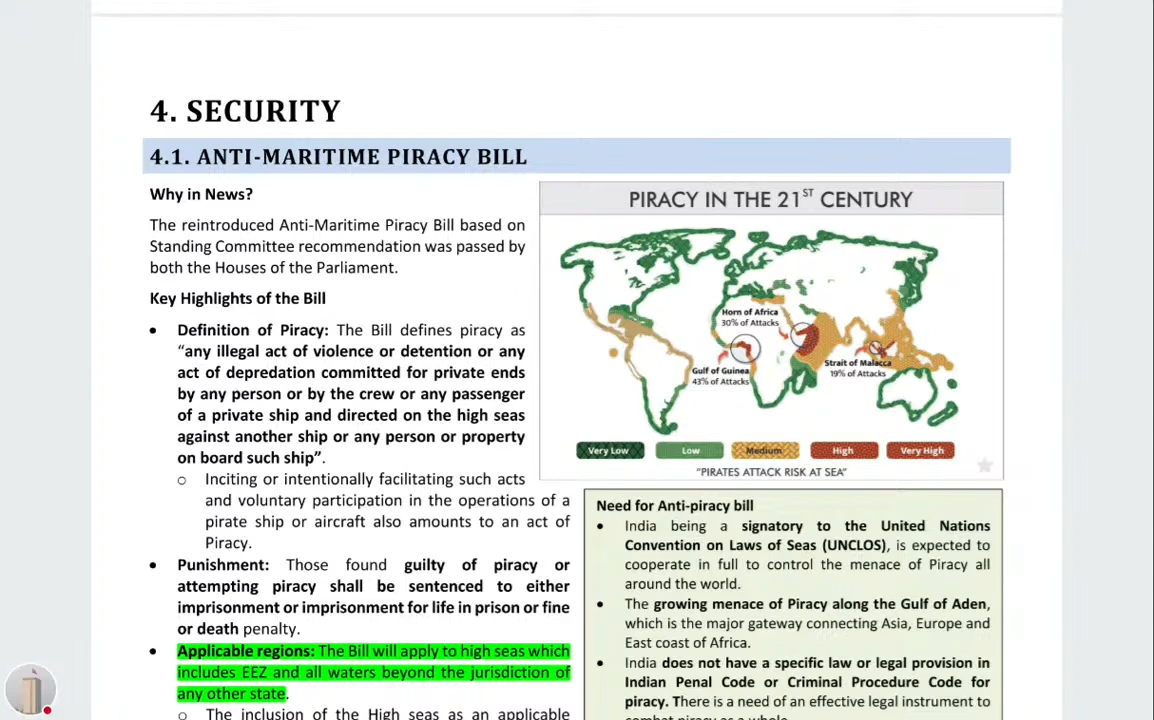 4. SECURITY
4.1. ANTI-MARITIME PIRACY BILL
Why in News?
The reintroduced Anti-Maritime Piracy Bill based on
Standing Committee recommendation was passed by
both the Houses of the Parliament.
Key Highlights of the Bill
• Definition of Piracy: The Bill defines piracy as
“any illegal act of violence or detention or any
act of depredation committed for private ends
by any person or by the crew or any passenger
of a private ship and directed on the high seas
against another ship or any person or property
on board such ship”.
o Inciting or intentionally facilitating such acts
and voluntary participation in the operations of a
pirate ship or aircraft also amounts to an act of
Piracy.
• Punishment: Those found guilty of piracy or
attempting piracy shall be sentenced to either
imprisonment or imprisonment for life in prison or fine
or death penalty.
• Applicable regions: The Bill will apply to high seas which
includes EEZ and all waters beyond the jurisdiction of
any other state.
o The inclusion of the High seas as an applicable
PIRACY IN THE 21ST CENTURY
Horn of Africa
30% of Attacks
Gulf of Guinea
43% of Attacks
Strait of Malacca
19% of Attacks
Very Low Low Medium High Very High
"PIRATES ATTACK RISK AT SEA"
Need for Anti-piracy bill
• India being a signatory to the United Nations
Convention on Laws of Seas (UNCLOS), is expected to
cooperate in full to control the menace of Piracy all
around the world.
• The growing menace of Piracy along the Gulf of Aden,
which is the major gateway connecting Asia, Europe and
East coast of Africa.
• India does not have a specific law or legal provision in
Indian Penal Code or Criminal Procedure Code for
piracy. There is a need of an effective legal instrument to
combat piracy as a whole.